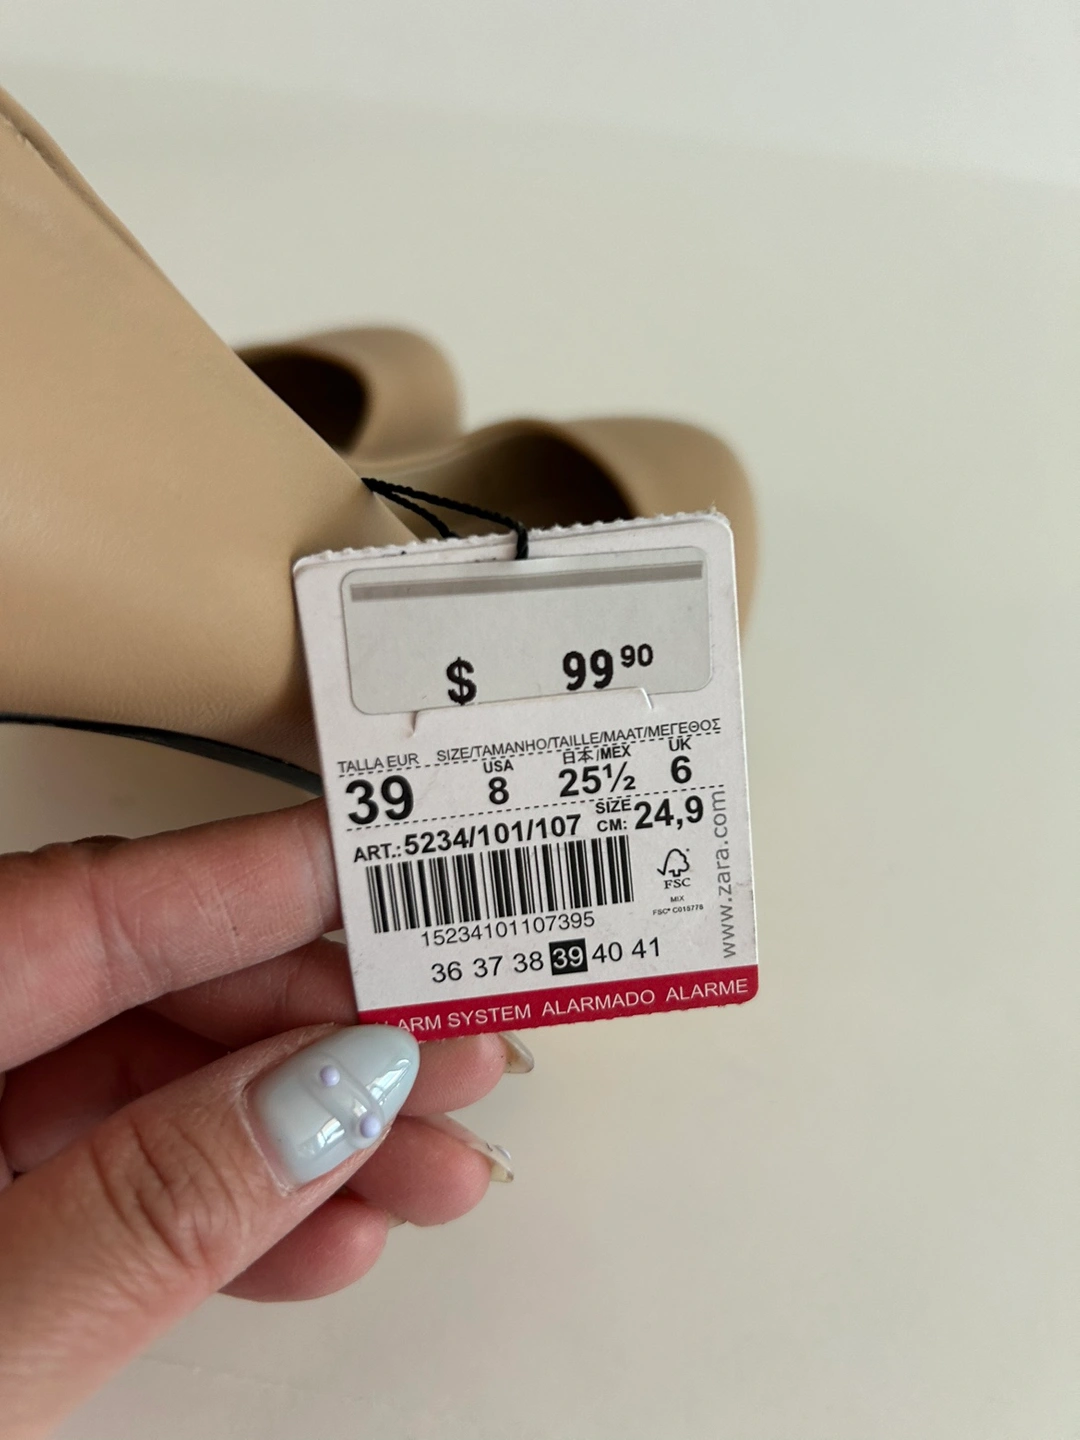 $ 99 90
TALLA EUR SIZE/TAMANHO/TAILLE/MAAT/ΜΕΓΕΘΟΣ
39 USA 8 日本/MEX 25½ UK 6
ART.: 5234/101/107 SIZE CM: 24,9
FSC
MIX
FSC® C015778
15234101107395
36 37 38 39 40 41
www.zara.com
ALARM SYSTEM ALARMADO ALARME